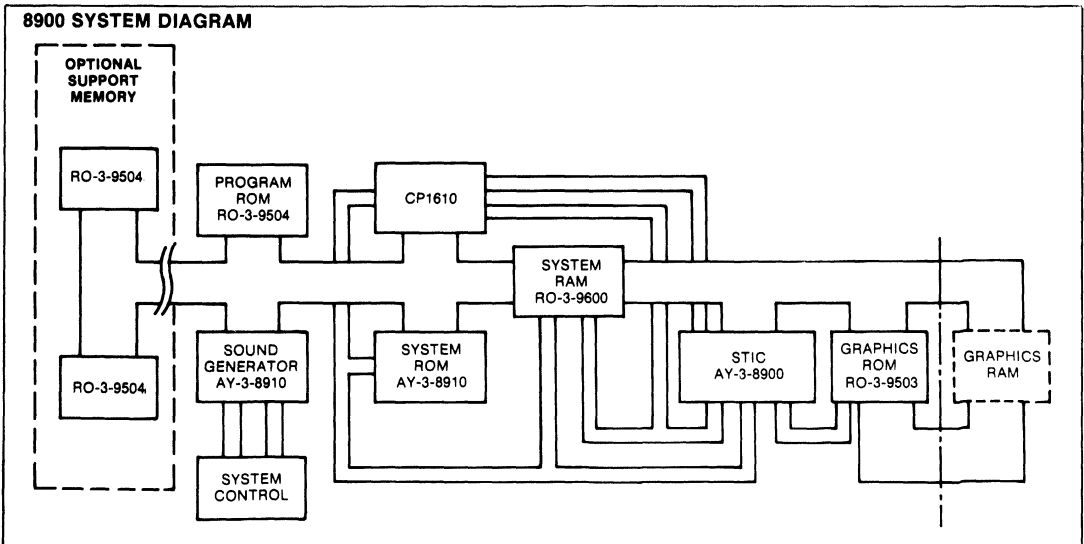 8900 SYSTEM DIAGRAM
OPTIONAL
SUPPORT
MEMORY
RO-3-9504
RO-3-9504
PROGRAM
ROM
RO-3-9504
CP1610
SYSTEM
RAM
RO-3-9600
SOUND
GENERATOR
AY-3-8910
SYSTEM
ROM
AY-3-8910
STIC
AY-3-8900
GRAPHICS
ROM
RO-3-9503
GRAPHICS
RAM
SYSTEM
CONTROL